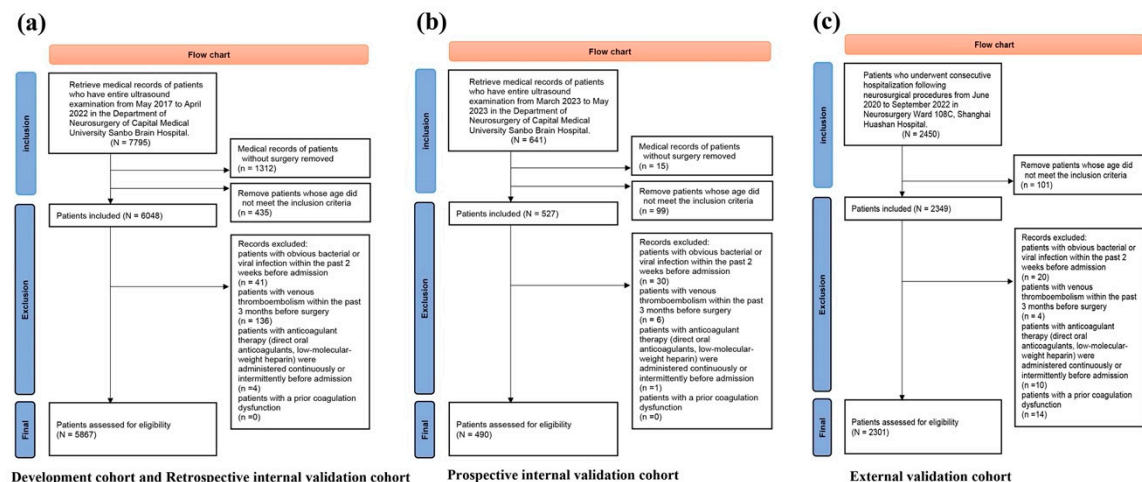 (a)
Flow chart
inclusion
Retrieve medical records of patients
who have entire ultrasound
examination from May 2017 to April
2022 in the Department of
Neurosurgery of Capital Medical
University Sanbo Brain Hospital.
(N = 7795)
Medical records of patients
without surgery removed
(n = 1312)
Remove patients whose age did
not meet the inclusion criteria
(n = 435)
Exclusion
Patients included (N = 6048)
Records excluded:
patients with obvious bacterial or
viral infection within the past 2
weeks before admission
(n = 41)
patients with venous
thromboembolism within the past
3 months before surgery
(n = 136)
patients with anticoagulant
therapy (direct oral
anticoagulants, low-molecular-
weight heparin) were
administered continuously or
intermittently before admission
(n =4)
patients with a prior coagulation
dysfunction
(n =0)
Final
Patients assessed for eligibility
(N = 5867)
Development cohort and Retrospective internal validation cohort
(b)
Flow chart
inclusion
Retrieve medical records of patients
who have entire ultrasound
examination from March 2023 to May
2023 in the Department of
Neurosurgery of Capital Medical
University Sanbo Brain Hospital.
(N = 641)
Medical records of patients
without surgery removed
(n = 15)
Remove patients whose age did
not meet the inclusion criteria
(n = 99)
Exclusion
Patients included (N = 527)
Records excluded:
patients with obvious bacterial or
viral infection within the past 2
weeks before admission
(n = 30)
patients with venous
thromboembolism within the past
3 months before surgery
(n = 6)
patients with anticoagulant
therapy (direct oral
anticoagulants, low-molecular-
weight heparin) were
administered continuously or
intermittently before admission
(n =1)
patients with a prior coagulation
dysfunction
(n =0)
Final
Patients assessed for eligibility
(N = 490)
Prospective internal validation cohort
(c)
Flow chart
inclusion
Patients who underwent consecutive
hospitalization following
neurosurgical procedures from June
2020 to September 2022 in
Neurosurgery Ward 108C, Shanghai
Huashan Hospital.
(N = 2450)
Remove patients whose age did
not meet the inclusion criteria
(n = 101)
Exclusion
Patients included (N = 2349)
Records excluded:
patients with obvious bacterial or
viral infection within the past 2
weeks before admission
(n = 20)
patients with venous
thromboembolism within the past
3 months before surgery
(n = 4)
patients with anticoagulant
therapy (direct oral
anticoagulants, low-molecular-
weight heparin) were
administered continuously or
intermittently before admission
(n =10)
patients with a prior coagulation
dysfunction
(n =14)
Final
Patients assessed for eligibility
(N = 2301)
External validation cohort